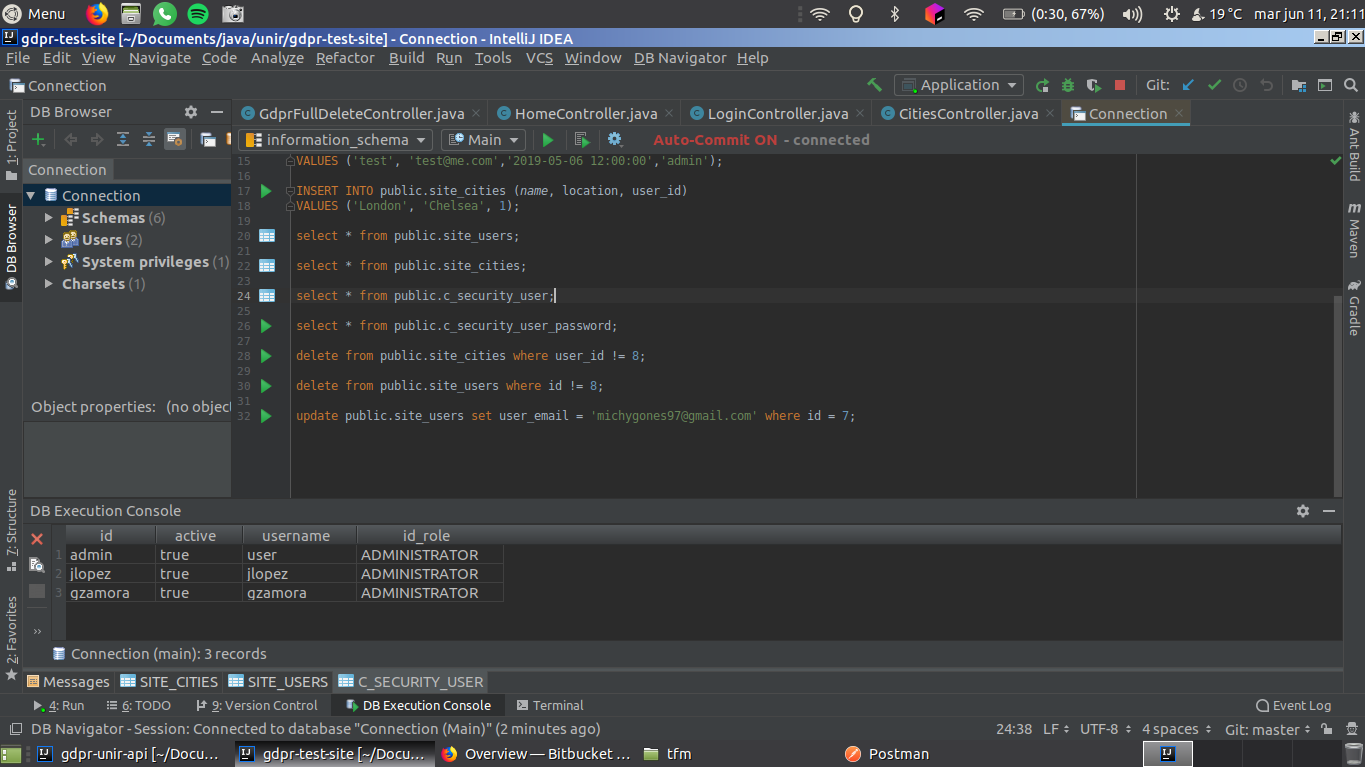 Menu (0:30, 67%) 19 °C mar jun 11, 21:11
gdpr-test-site [~/Documents/java/unir/gdpr-test-site] - Connection - IntelliJ IDEA
File Edit View Navigate Code Analyze Refactor Build Run Tools VCS Window DB Navigator Help
Connection Application Git:
DB Browser
GdprFullDeleteController.java HomeController.java LoginController.java CitiesController.java Connection
information_schema Main Auto-Commit ON - connected
Connection
Connection
Schemas (6)
Users (2)
System privileges (1)
Charsets (1)
Object properties: (no objec
15 VALUES ('test', 'test@me.com','2019-05-06 12:00:00','admin');
16
17 INSERT INTO public.site_cities (name, location, user_id)
18 VALUES ('London', 'Chelsea', 1);
19
20 select * from public.site_users;
21
22 select * from public.site_cities;
23
24 select * from public.c_security_user;
25
26 select * from public.c_security_user_password;
27
28 delete from public.site_cities where user_id != 8;
29
30 delete from public.site_users where id != 8;
31
32 update public.site_users set user_email = 'michygones97@gmail.com' where id = 7;
1: Project
DB Browser
7: Structure
2: Favorites
Ant Build
Maven
Gradle
DB Execution Console
id active username id_role
1 admin true user ADMINISTRATOR
2 jlopez true jlopez ADMINISTRATOR
3 gzamora true gzamora ADMINISTRATOR
Connection (main): 3 records
Messages SITE_CITIES SITE_USERS C_SECURITY_USER
4: Run 6: TODO 9: Version Control DB Execution Console Terminal Event Log
DB Navigator - Session: Connected to database "Connection (Main)" (2 minutes ago) 24:38 LF UTF-8 4 spaces Git: master
gdpr-unir-api [~/Docu... gdpr-test-site [~/Docu... Overview — Bitbucket ... tfm Postman